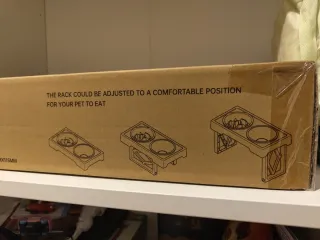 THE RACK COULD BE ADJUSTED TO A COMFORTABLE POSITION
FOR YOUR PET TO EAT